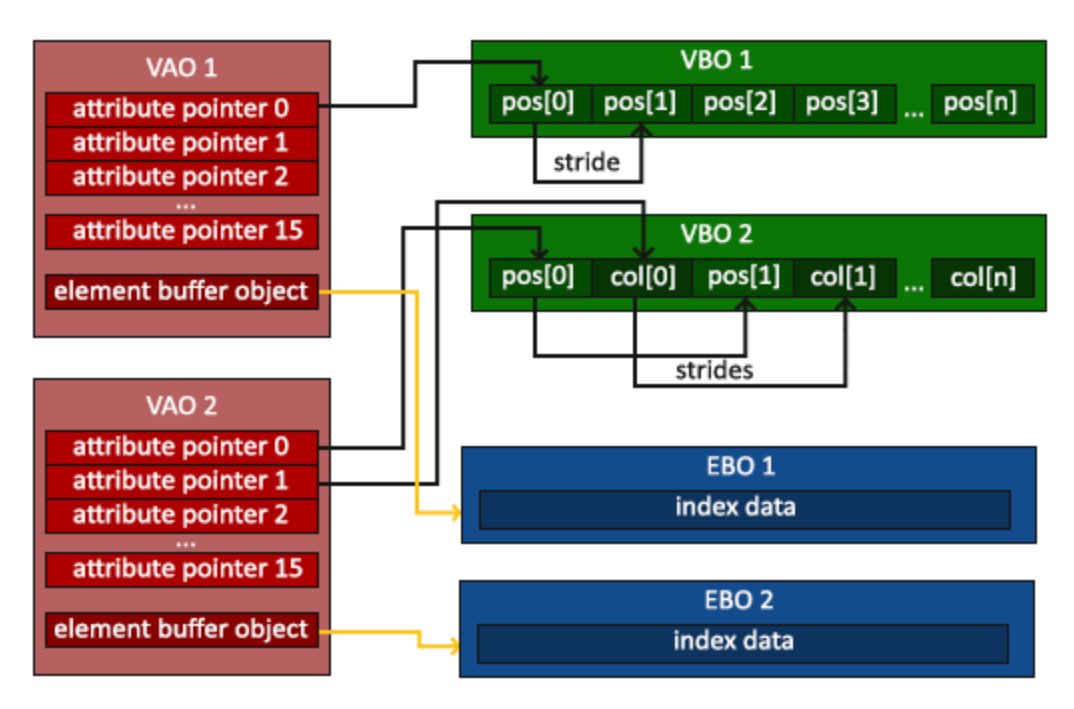 VAO 1
attribute pointer 0
attribute pointer 1
attribute pointer 2
...
attribute pointer 15
element buffer object
VBO 1
pos[0] pos[1] pos[2] pos[3] ... pos[n]
stride
VBO 2
pos[0] col[0] pos[1] col[1] ... col[n]
strides
VAO 2
attribute pointer 0
attribute pointer 1
attribute pointer 2
...
attribute pointer 15
element buffer object
EBO 1
index data
EBO 2
index data